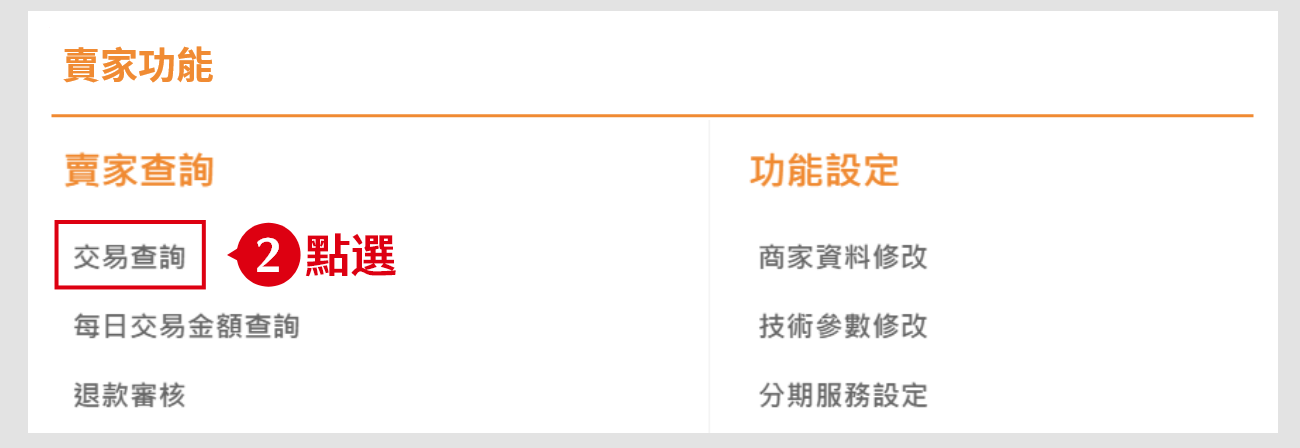 賣家功能
賣家查詢
交易查詢
2 點選
每日交易金額查詢
退款審核
功能設定
商家資料修改
技術參數修改
分期服務設定